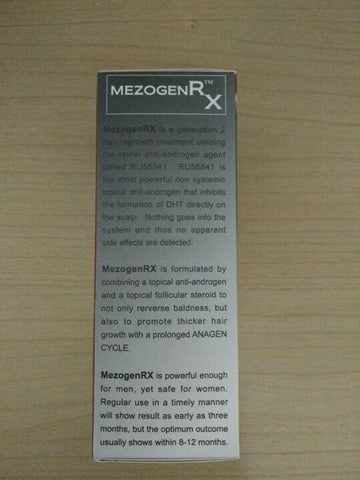 MEZOGENRX™
MezogenRX is a generation 2
hair regrowth treatment utilizing
the latest anti-androgen agent
called RU58841. RU58841 is
the most powerful non systemic
topical anti-androgen that inhibits
the formation of DHT directly on
the scalp. Nothing goes into the
system and thus no apparent
side effects are detected.
MezogenRX is formulated by
combining a topical anti-androgen
and a topical follicular steroid to
not only rerverse baldness, but
also to promote thicker hair
growth with a prolonged ANAGEN
CYCLE.
MezogenRX is powerful enough
for men, yet safe for women.
Regular use in a timely manner
will show result as early as three
months, but the optimum outcome
usually shows within 8-12 months.